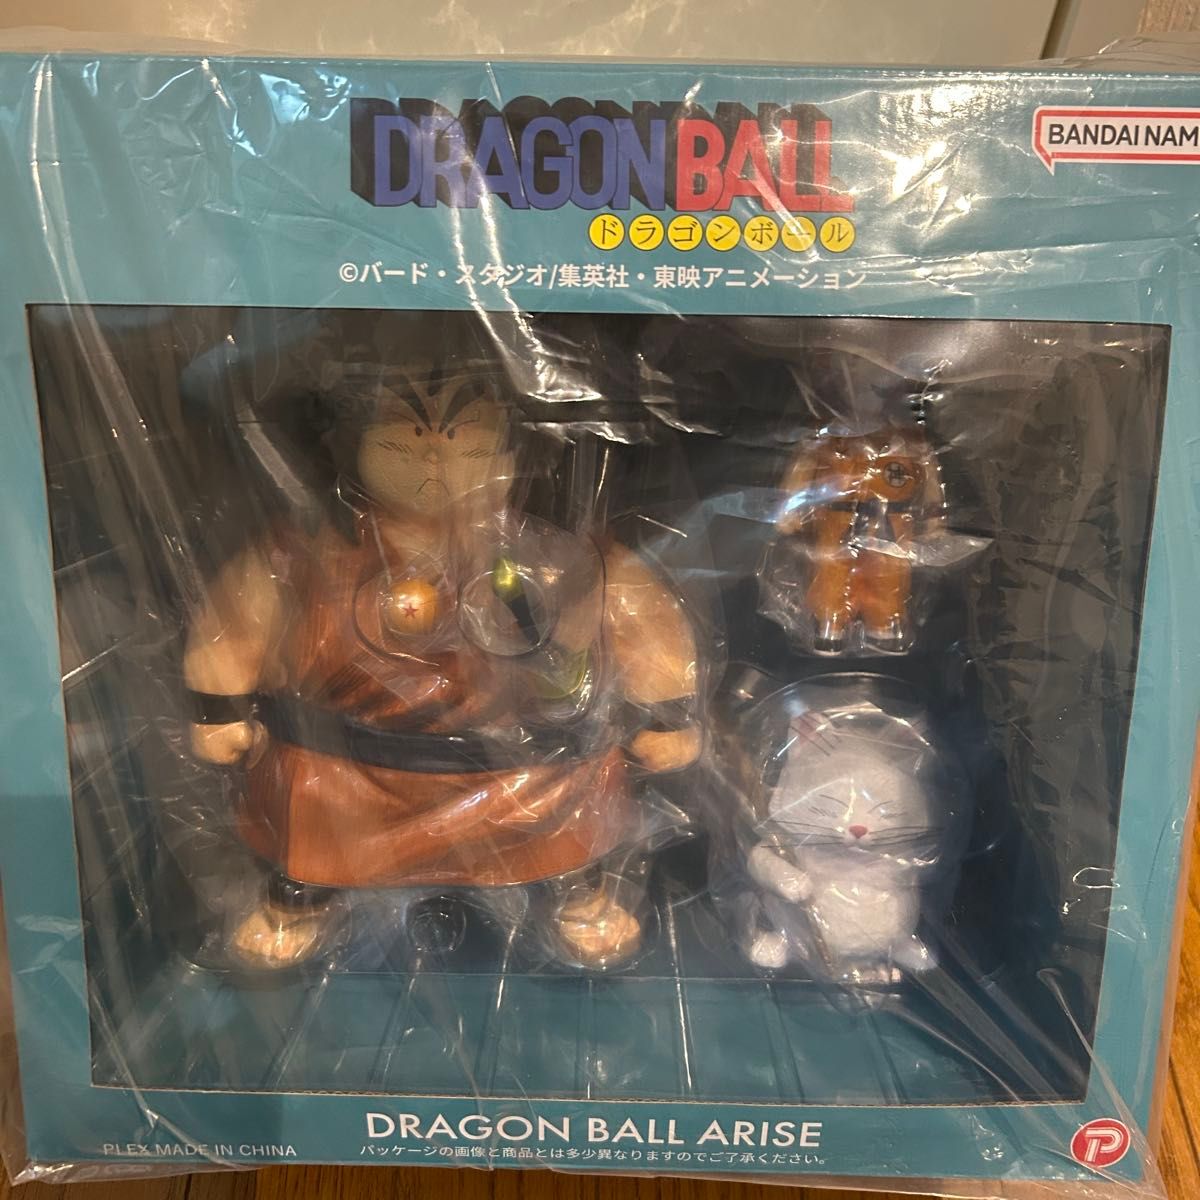 DRAGON BALL
ドラゴンボール
BANDAI NAM
©バード・スタジオ/集英社・東映アニメーション
DRAGON BALL ARISE
PLEX MADE IN CHINA
パッケージの画像と商品とは多少異なりますのでご了承ください。
P